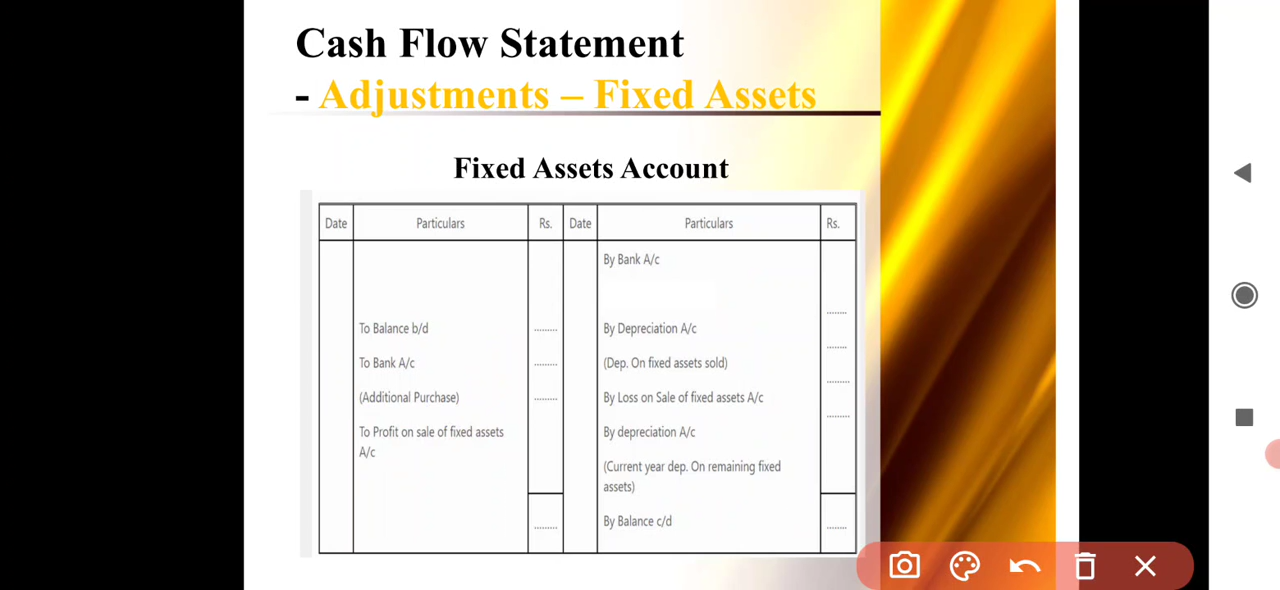 Cash Flow Statement
- Adjustments – Fixed Assets
Fixed Assets Account
Date Particulars Rs. Date Particulars Rs.
By Bank A/c
........
To Balance b/d ......... By Depreciation A/c
........
To Bank A/c ......... (Dep. On fixed assets sold)
.........
(Additional Purchase) ......... By Loss on Sale of fixed assets A/c
........
To Profit on sale of fixed assets By depreciation A/c
A/c
(Current year dep. On remaining fixed
assets)
......... By Balance c/d .......